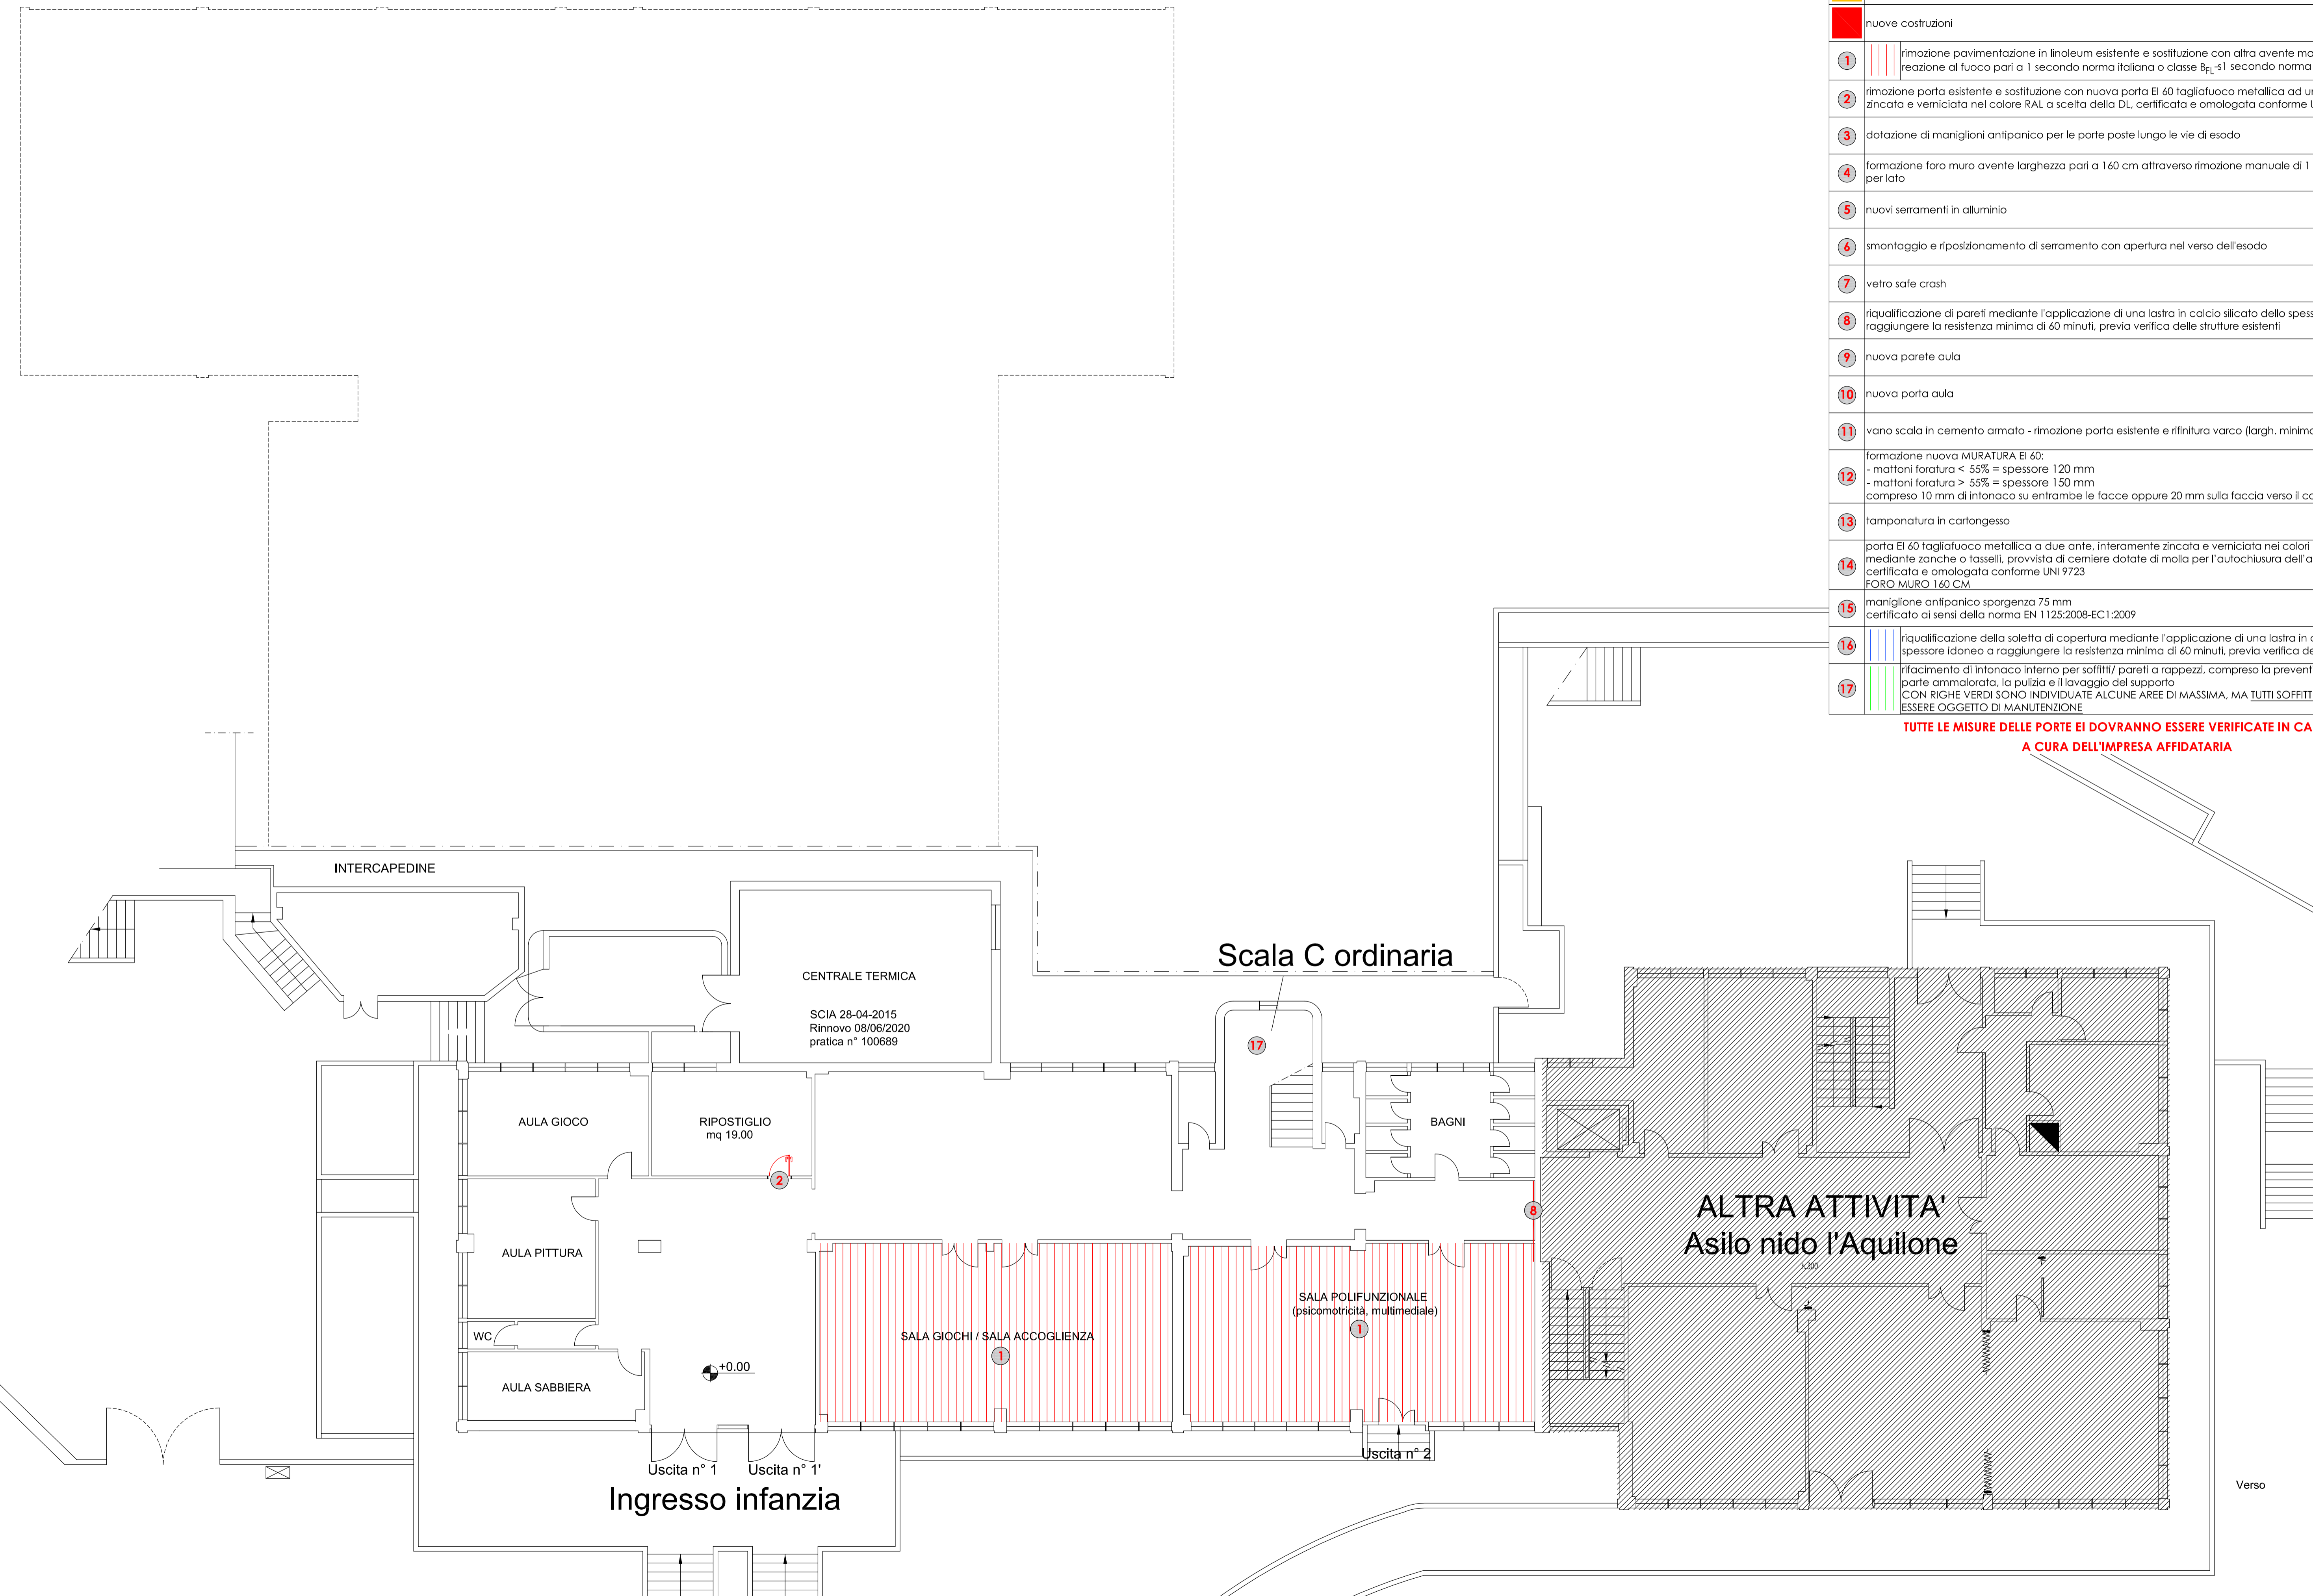 nuove costruzioni
1 rimozione pavimentazione in linoleum esistente e sostituzione con altra avente
reazione al fuoco pari a 1 secondo norma italiana o classe BFL-s1 secondo norma
2 rimozione porta esistente e sostituzione con nuova porta EI 60 tagliafuoco metallica ad
zincata e verniciata nel colore RAL a scelta della DL, certificata e omologata conforme
3 dotazione di maniglioni antipanico per le porte poste lungo le vie di esodo
4 formazione foro muro avente larghezza pari a 160 cm attraverso rimozione manuale di 1
per lato
5 nuovi serramenti in alluminio
6 smontaggio e riposizionamento di serramento con apertura nel verso dell'esodo
7 vetro safe crash
8 riqualificazione di pareti mediante l'applicazione di una lastra in calcio silicato dello
raggiungere la resistenza minima di 60 minuti, previa verifica delle strutture esistenti
9 nuova parete aula
10 nuova porta aula
11 vano scala in cemento armato - rimozione porta esistente e rifinitura varco (largh.
12 formazione nuova MURATURA EI 60:
- mattoni foratura < 55% = spessore 120 mm
- mattoni foratura > 55% = spessore 150 mm
compreso 10 mm di intonaco su entrambe le facce oppure 20 mm sulla faccia verso il
13 tamponatura in cartongesso
14 porta EI 60 tagliafuoco metallica a due ante, interamente zincata e verniciata nei colori
mediante zanche o tasselli, provvista di cerniere dotate di molla per l'autochiusura
certificata e omologata conforme UNI 9723
FORO MURO 160 CM
15 maniglione antipanico sporgenza 75 mm
certificato ai sensi della norma EN 1125:2008-EC1:2009
16 riqualificazione della soletta di copertura mediante l'applicazione di una lastra in
spessore idoneo a raggiungere la resistenza minima di 60 minuti, previa verifica
17 rifacimento di intonaco interno per soffitti/ pareti a rappezzi, compreso la
parte ammalorata, la pulizia e il lavaggio del supporto
CON RIGHE VERDI SONO INDIVIDUATE ALCUNE AREE DI MASSIMA, MA TUTTI
ESSERE OGGETTO DI MANUTENZIONE
TUTTE LE MISURE DELLE PORTE EI DOVRANNO ESSERE VERIFICATE IN
A CURA DELL'IMPRESA AFFIDATARIA
INTERCAPEDINE
Scala C ordinaria
CENTRALE TERMICA
SCIA 28-04-2015
Rinnovo 08/06/2020
pratica n° 100689
17
AULA GIOCO
RIPOSTIGLIO
mq 19.00
BAGNI
2
8
ALTRA ATTIVITA'
Asilo nido l'Aquilone
h.300
AULA PITTURA
SALA POLIFUNZIONALE
(psicomotricità, multimediale)
1
WC
SALA GIOCHI / SALA ACCOGLIENZA
1
+0.00
AULA SABBIERA
Uscita n° 1
Uscita n° 1'
Uscita n° 2
Ingresso infanzia
Verso